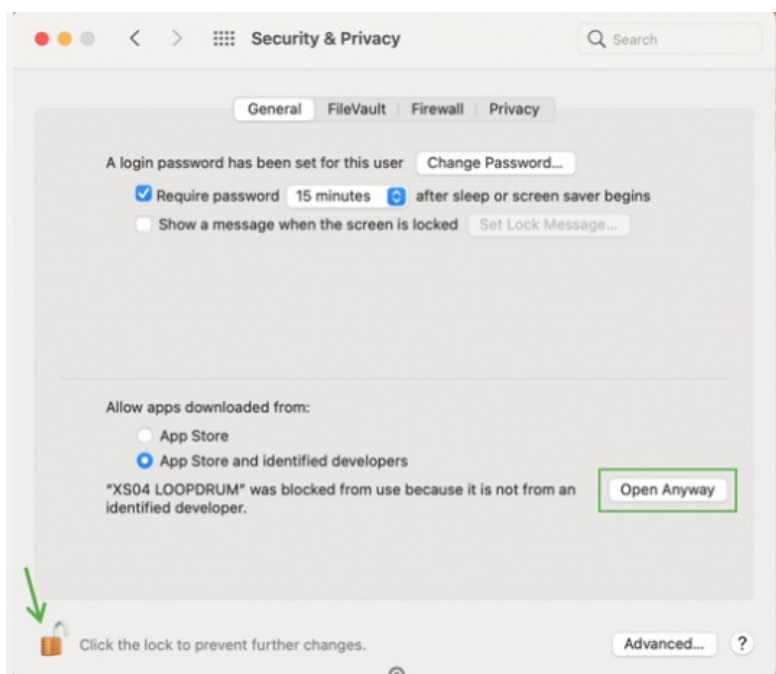 Security & Privacy
Search
General FileVault Firewall Privacy
A login password has been set for this user Change Password...
Require password 15 minutes after sleep or screen saver begins
Show a message when the screen is locked Set Lock Message...
Allow apps downloaded from:
App Store
App Store and identified developers
"XS04 LOOPDRUM" was blocked from use because it is not from an Open Anyway
identified developer.
Click the lock to prevent further changes. Advanced... ?